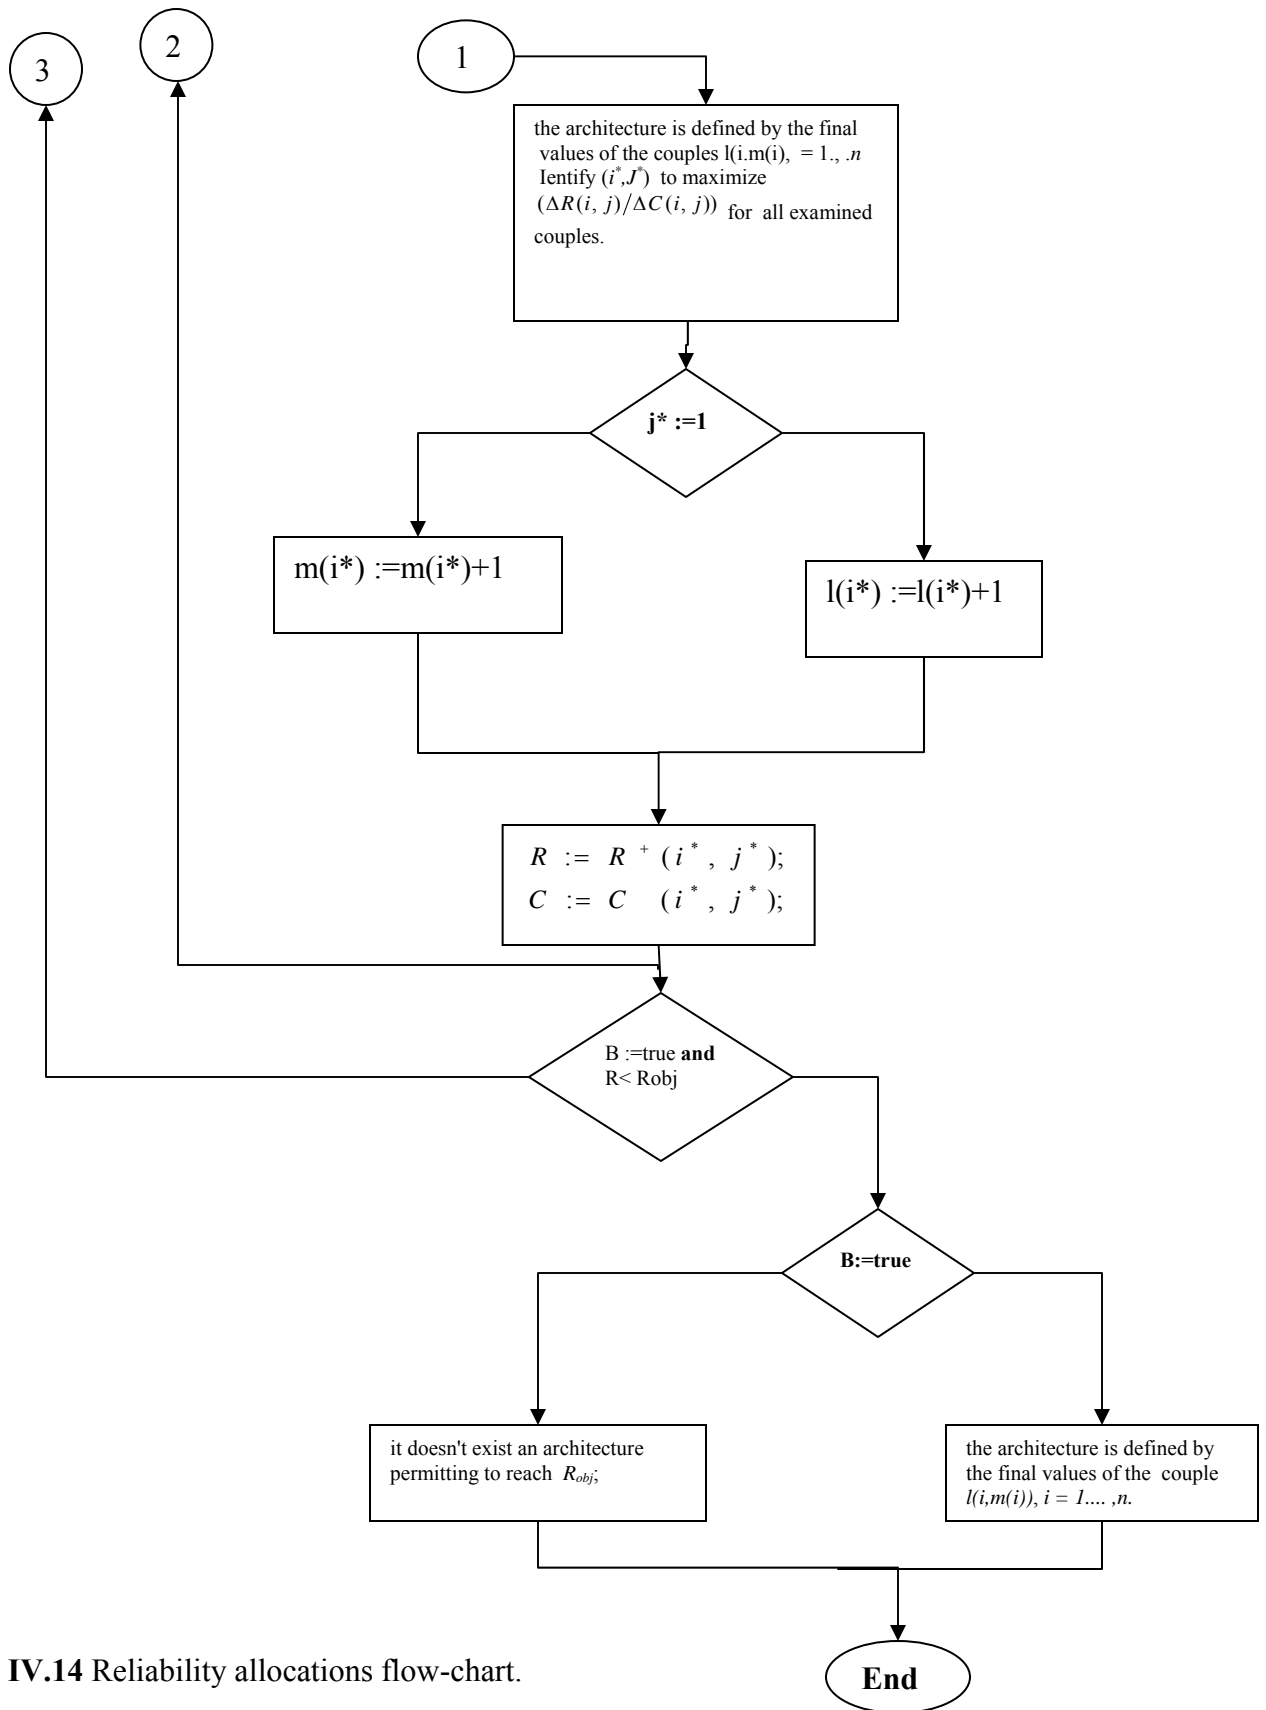 3
2
1
the architecture is defined by the final
values of the couples l(i.m(i), = 1., .n
Ientify (i*,J*) to maximize
(ΔR(i, j)/ΔC(i, j)) for all examined
couples.
j* :=1
m(i*) :=m(i*)+1
l(i*) :=l(i*)+1
R := R + (i*, j*);
C := C (i*, j*);
B :=true and
R< Robj
B:=true
it doesn't exist an architecture
permitting to reach Robj;
the architecture is defined by
the final values of the couple
l(i,m(i)), i = 1.... ,n.
IV.14 Reliability allocations flow-chart.
End